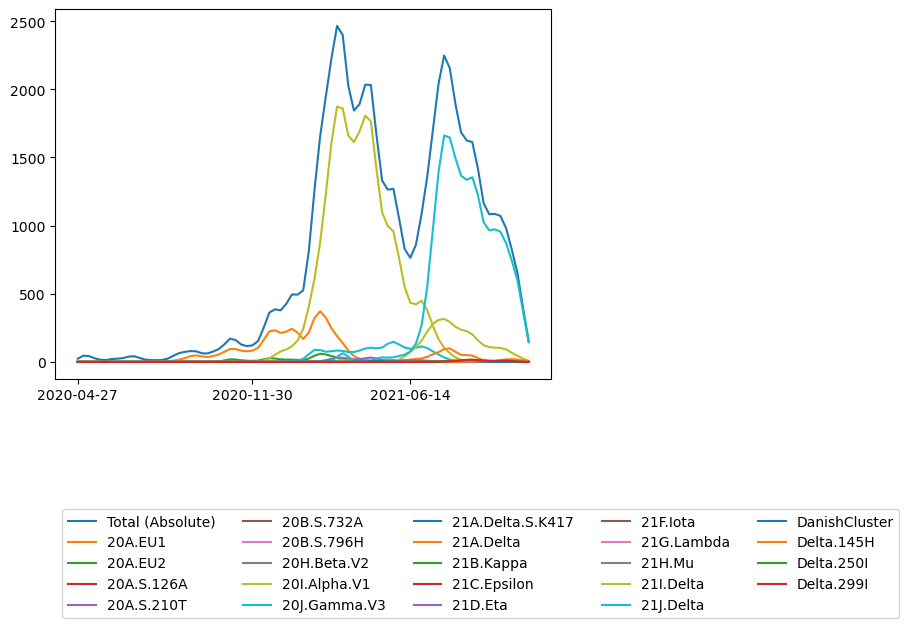 2500
2000
1500
1000
500
0
2020-04-27 2020-11-30 2021-06-14
Total (Absolute) 20B.S.732A 21A.Delta.S.K417 21F.Iota DanishCluster
20A.EU1 20B.S.796H 21A.Delta 21G.Lambda Delta.145H
20A.EU2 20H.Beta.V2 21B.Kappa 21H.Mu Delta.250I
20A.S.126A 20I.Alpha.V1 21C.Epsilon 21I.Delta Delta.299I
20A.S.210T 20J.Gamma.V3 21D.Eta 21J.Delta